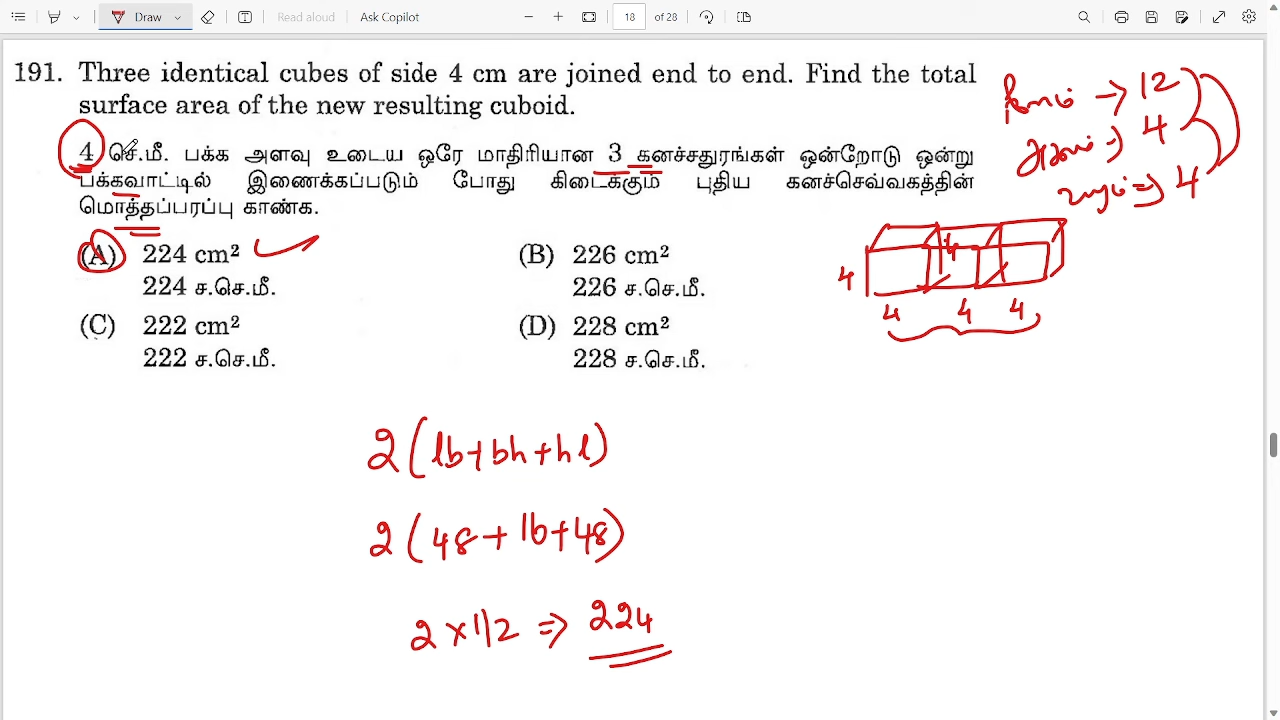 Draw
Read aloud
Ask Copilot
18 of 28
191. Three identical cubes of side 4 cm are joined end to end. Find the total
surface area of the new resulting cuboid.
4 செ.மீ. பக்க அளவு உடைய ஒரே மாதிரியான 3 கனச்சதுரங்கள் ஒன்றோடு ஒன்று
பக்கவாட்டில் இணைக்கப்படும் போது கிடைக்கும் புதிய கனச்செவ்வகத்தின்
மொத்தப்பரப்பு காண்க.
(A) 224 cm²
224 ச.செ.மீ.
(B) 226 cm²
226 ச.செ.மீ.
(C) 222 cm²
222 ச.செ.மீ.
(D) 228 cm²
228 ச.செ.மீ.
நீளம் → 12
அகலம் ⇒ 4
உயரம் ⇒ 4
4
4
4 4 4
2 (lb+bh+hl)
2 (48+16+48)
2 × 112 ⇒ 224